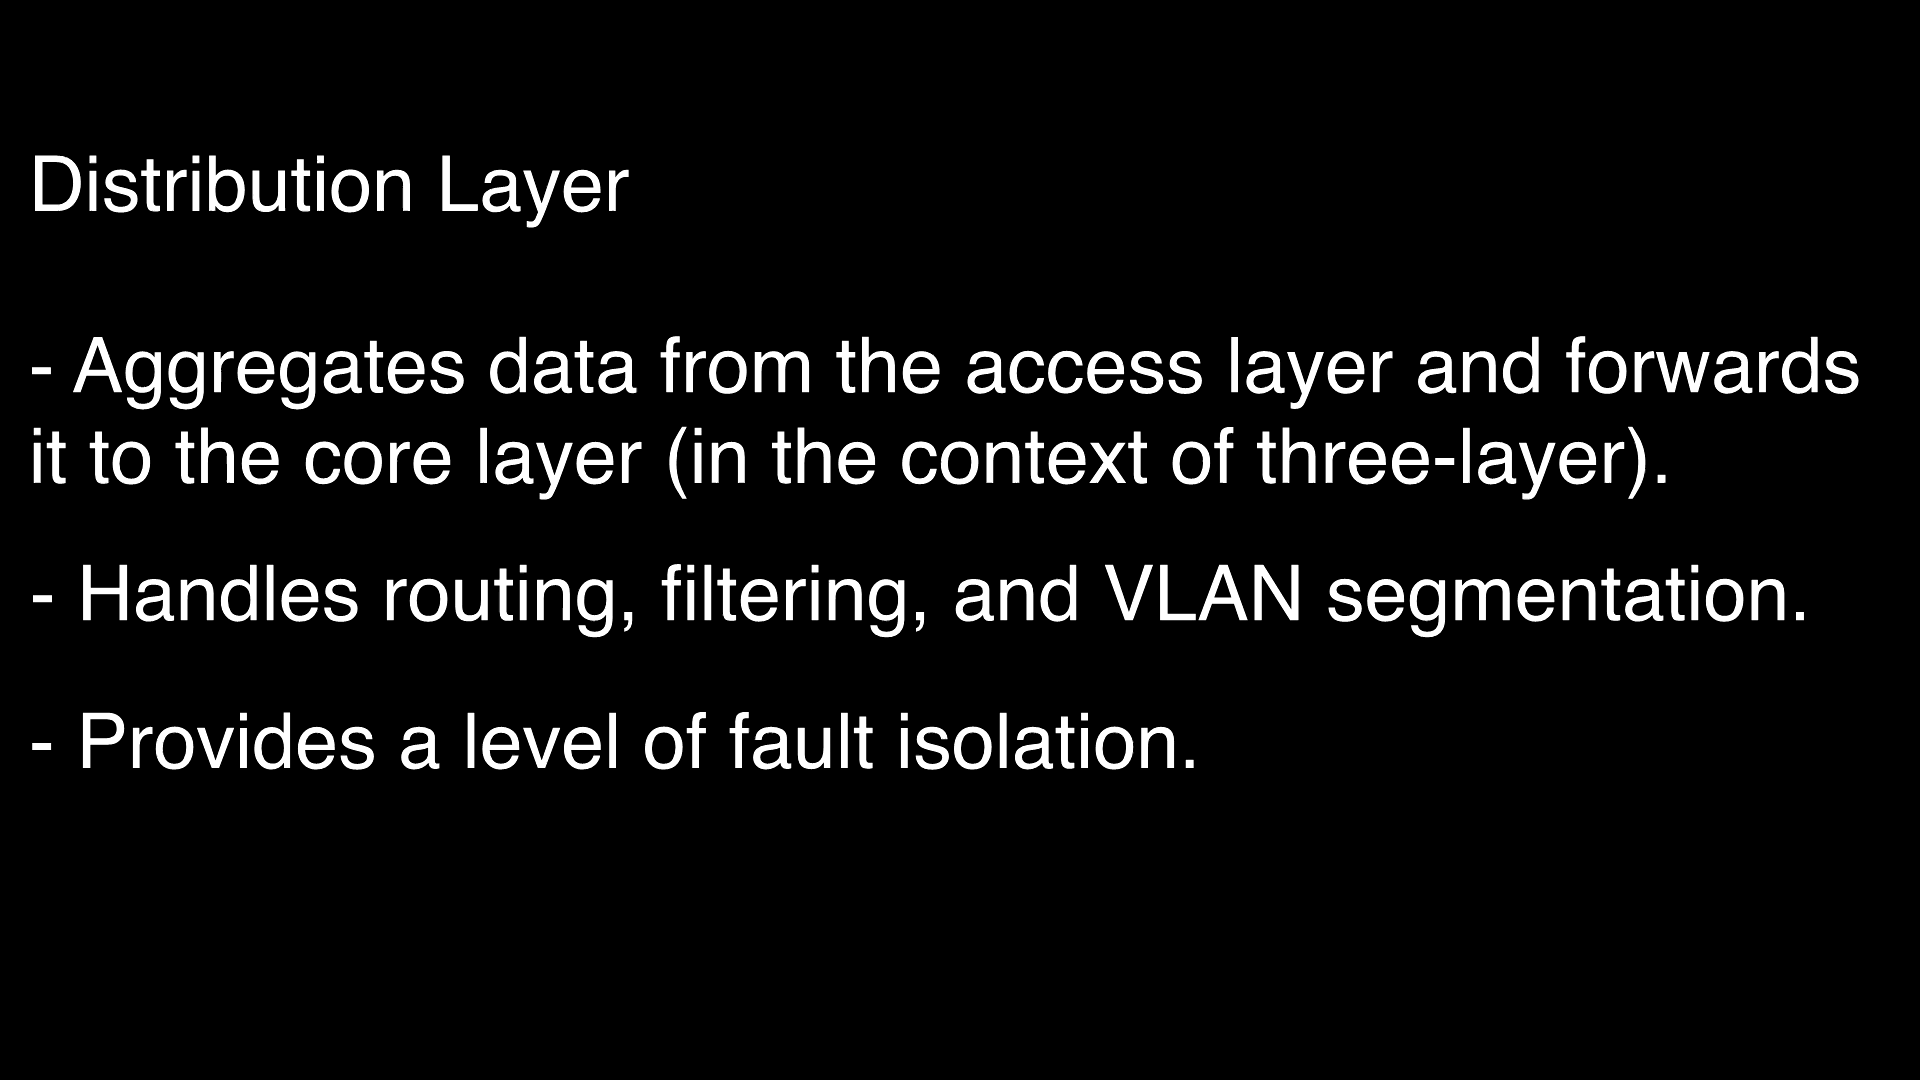 Distribution Layer
- Aggregates data from the access layer and forwards
it to the core layer (in the context of three-layer).
- Handles routing, filtering, and VLAN segmentation.
- Provides a level of fault isolation.